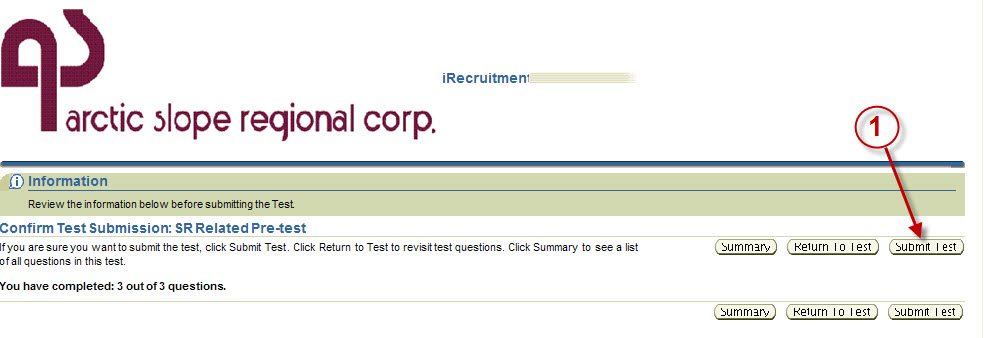 iRecruitment
arctic slope regional corp.
1
Information
Review the information below before submitting the Test.
Confirm Test Submission: SR Related Pre-test
If you are sure you want to submit the test, click Submit Test. Click Return to Test to revisit test questions. Click Summary to see a list
of all questions in this test.
Summary Return To Test Submit Test
You have completed: 3 out of 3 questions.
Summary Return To Test Submit Test